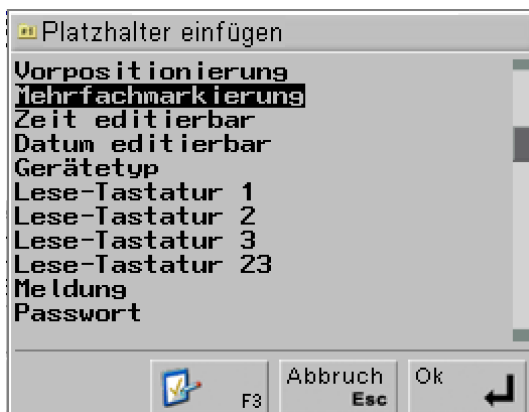 Platzhalter einfügen
Vorpositionierung
Mehrfachmarkierung
Zeit editierbar
Datum editierbar
Gerätetyp
Lese-Tastatur 1
Lese-Tastatur 2
Lese-Tastatur 3
Lese-Tastatur 23
Meldung
Passwort
F3
Abbruch
Esc
Ok